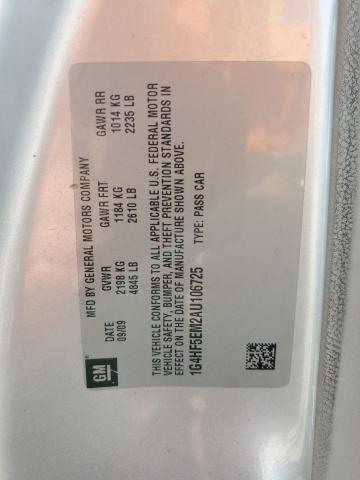 GM
MFD BY GENERAL MOTORS COMPANY
DATE GVWR GAWR FRT GAWR RR
09/09 2198 KG 1184 KG 1014 KG
4845 LB 2610 LB 2235 LB
THIS VEHICLE CONFORMS TO ALL APPLICABLE U.S. FEDERAL MOTOR
VEHICLE SAFETY, BUMPER, AND THEFT PREVENTION STANDARDS IN
EFFECT ON THE DATE OF MANUFACTURE SHOWN ABOVE.
1G4HF5EM2AU106725 TYPE: PASS CAR